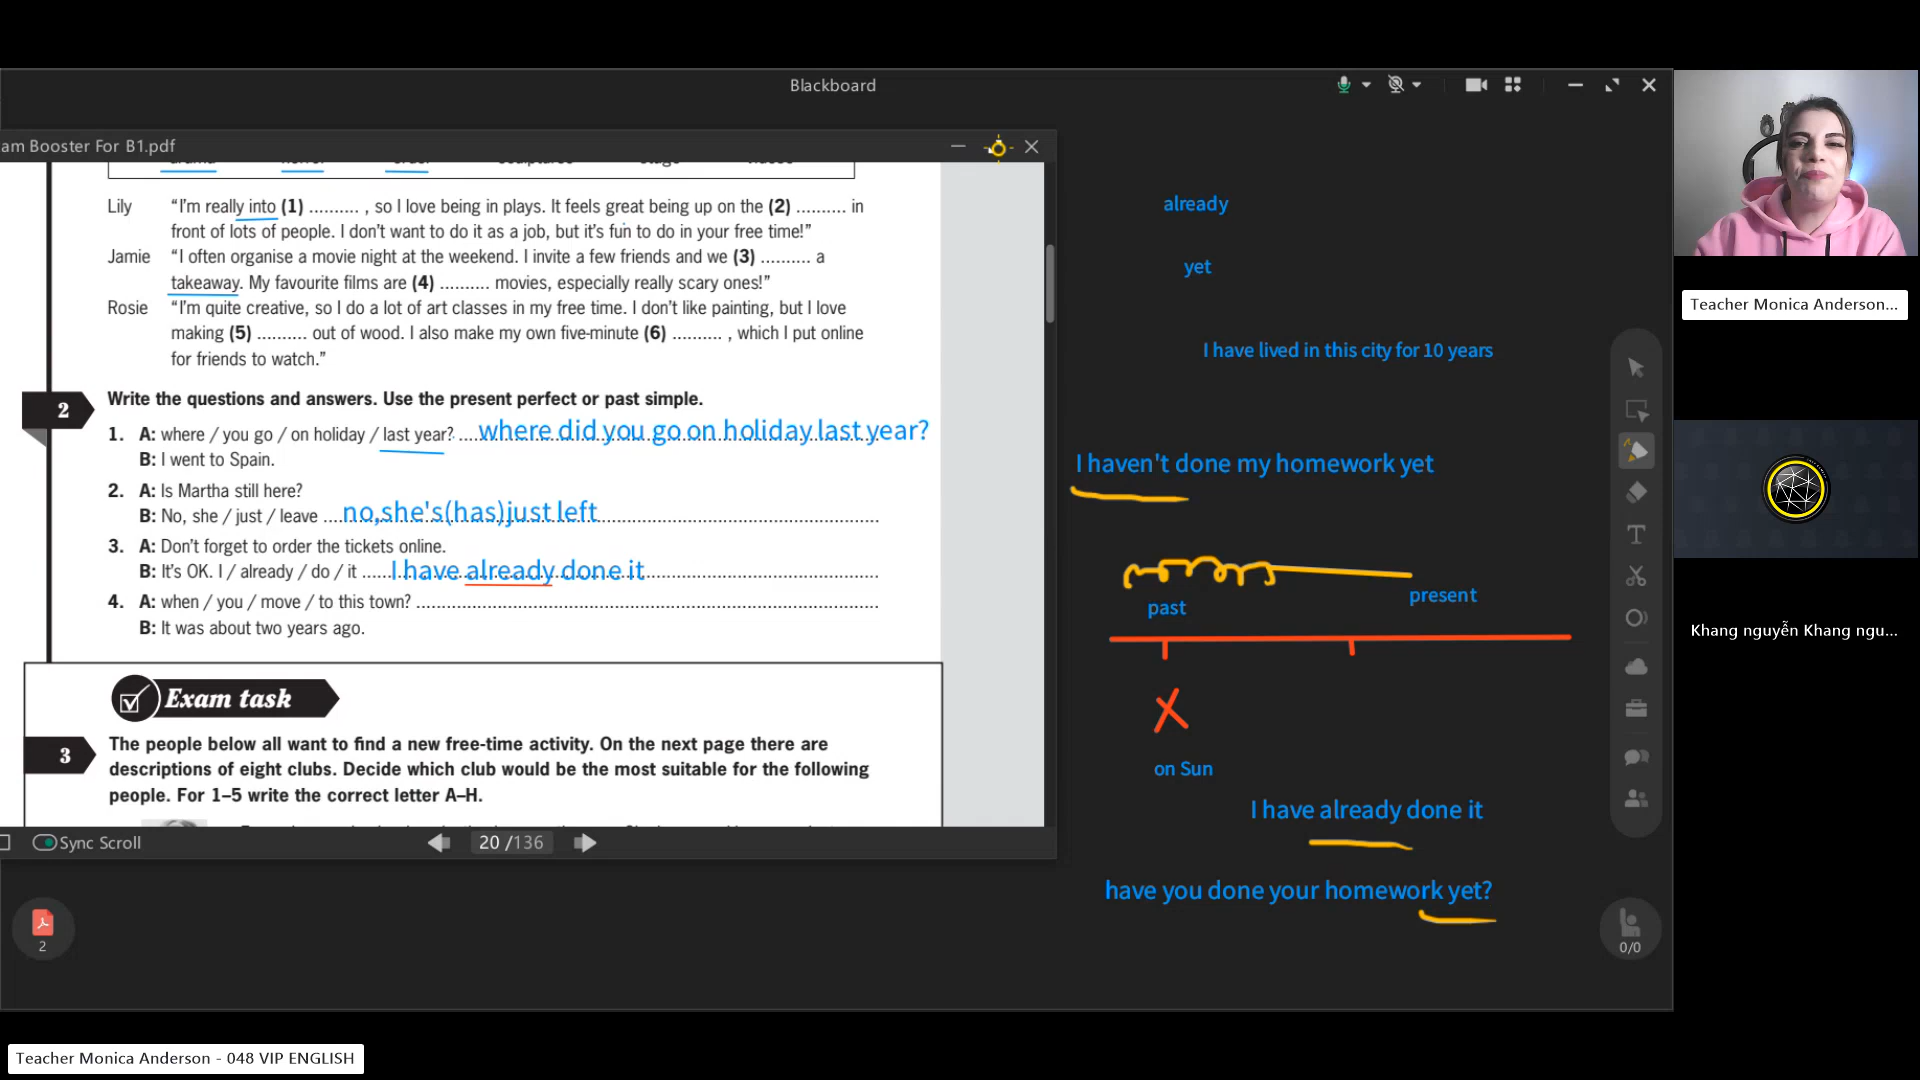 Blackboard
am Booster For B1.pdf
Lily "I'm really into (1) .......... , so I love being in plays. It feels great being up on the (2) .......... in
front of lots of people. I don't want to do it as a job, but it's fun to do in your free time!"
Jamie "I often organise a movie night at the weekend. I invite a few friends and we (3) .......... a
takeaway. My favourite films are (4) .......... movies, especially really scary ones!"
Rosie "I'm quite creative, so I do a lot of art classes in my free time. I don't like painting, but I love
making (5) .......... out of wood. I also make my own five-minute (6) .......... , which I put online
for friends to watch."
2 Write the questions and answers. Use the present perfect or past simple.
1. A: where / you go / on holiday / last year? where did you go on holiday last year?
B: I went to Spain.
2. A: Is Martha still here?
B: No, she / just / leave no,she's(has)just left
3. A: Don't forget to order the tickets online.
B: It's OK. I / already / do / it I have already done it
4. A: when / you / move / to this town?
B: It was about two years ago.
Exam task
3 The people below all want to find a new free-time activity. On the next page there are
descriptions of eight clubs. Decide which club would be the most suitable for the following
people. For 1–5 write the correct letter A–H.
Sync Scroll
20 /136
2
already
yet
I have lived in this city for 10 years
I haven't done my homework yet
past
present
X
on Sun
I have already done it
have you done your homework yet?
T
0/0
Teacher Monica Anderson...
Khang nguyễn Khang ngu...
Teacher Monica Anderson - 048 VIP ENGLISH